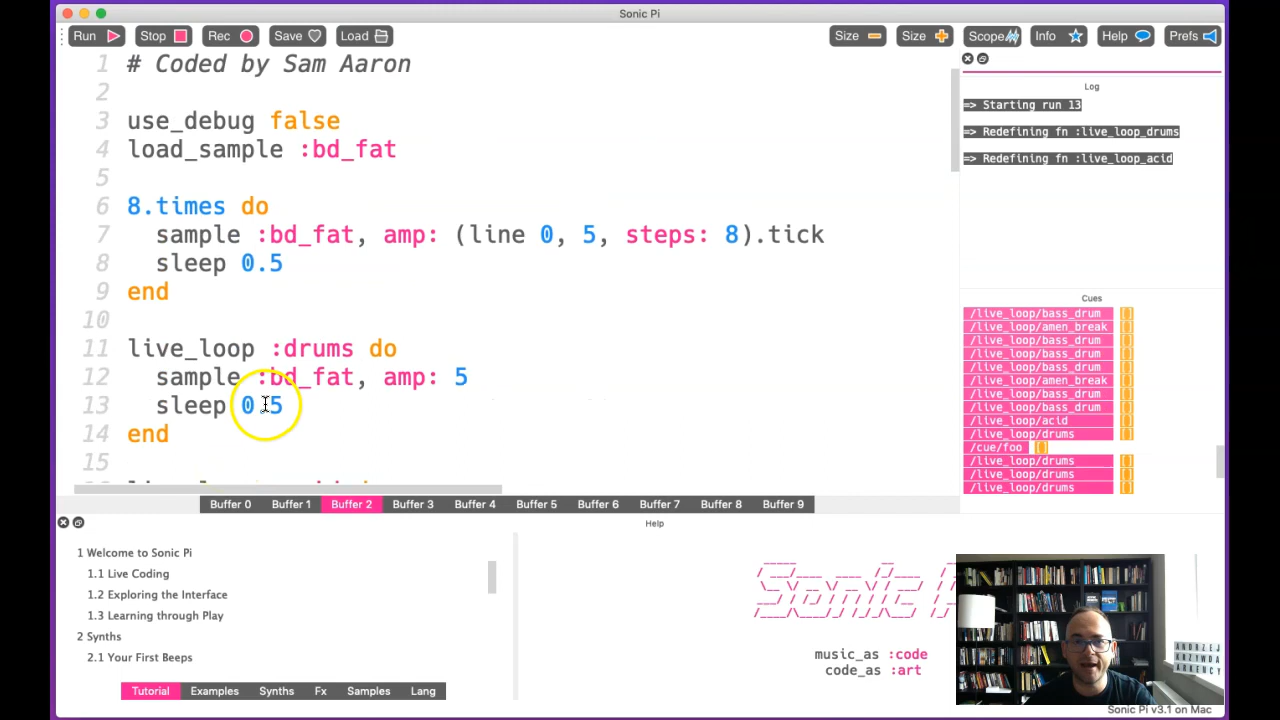 Sonic Pi
Run Stop Rec Save Load Size Size Scope Info Help Prefs
1 # Coded by Sam Aaron
2
3 use_debug false
4 load_sample :bd_fat
5
6 8.times do
7 sample :bd_fat, amp: (line 0, 5, steps: 8).tick
8 sleep 0.5
9 end
10
11 live_loop :drums do
12 sample :bd_fat, amp: 5
13 sleep 0.5
14 end
15
Log
=> Starting run 13
=> Redefining fn :live_loop_drums
=> Redefining fn :live_loop_acid
Cues
/live_loop/bass_drum []
/live_loop/amen_break []
/live_loop/bass_drum []
/live_loop/bass_drum []
/live_loop/bass_drum []
/live_loop/amen_break []
/live_loop/bass_drum []
/live_loop/bass_drum []
/live_loop/acid []
/live_loop/drums []
/cue/foo []
/live_loop/drums []
/live_loop/drums []
/live_loop/drums []
Buffer 0 Buffer 1 Buffer 2 Buffer 3 Buffer 4 Buffer 5 Buffer 6 Buffer 7 Buffer 8 Buffer 9
Help
1 Welcome to Sonic Pi
1.1 Live Coding
1.2 Exploring the Interface
1.3 Learning through Play
2 Synths
2.1 Your First Beeps
Tutorial Examples Synths Fx Samples Lang
Sonic
music_as :code
code_as :art
ANDRZEJ
KRZYWDA
ARKENCY
Sonic Pi v3.1 on Mac